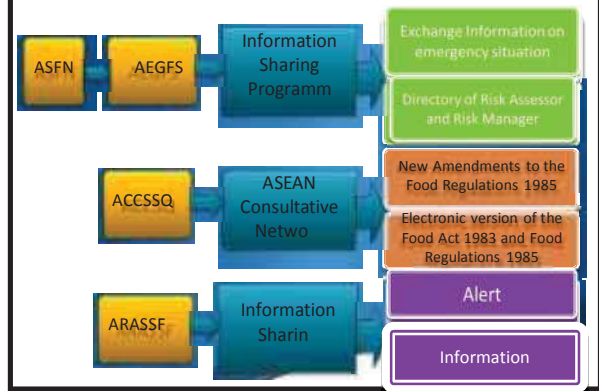 ASFN
AEGFS
Information
Sharing
Programm
Exchange Information on
emergency situation
Directory of Risk Assessor
and Risk Manager
ACCSSQ
ASEAN
Consultative
Netwo
New Amendments to the
Food Regulations 1985
Electronic version of the
Food Act 1983 and Food
Regulations 1985
ARASSF
Information
Sharin
Alert
Information